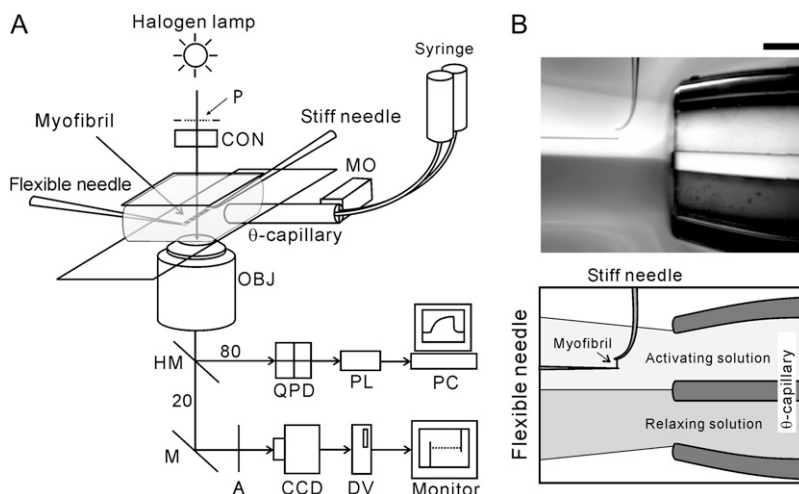 A
Halogen lamp
P
Syringe
Myofibril
CON
Stiff needle
MO
Flexible needle
θ-capillary
OBJ
HM
80
QPD
PL
PC
20
M
A
CCD
DV
Monitor
B
Stiff needle
Flexible needle
Myofibril
Activating solution
Relaxing solution
θ-capillary